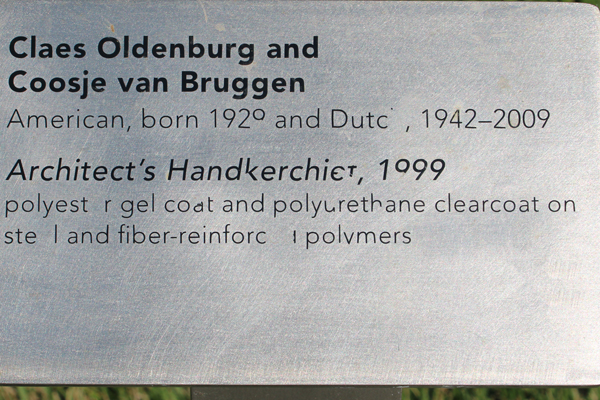 Claes Oldenburg and
Coosje van Bruggen
American, born 1929 and Dutch, 1942–2009
Architect's Handkerchief, 1999
polyester gel coat and polyurethane clearcoat on
steel and fiber-reinforced polymers